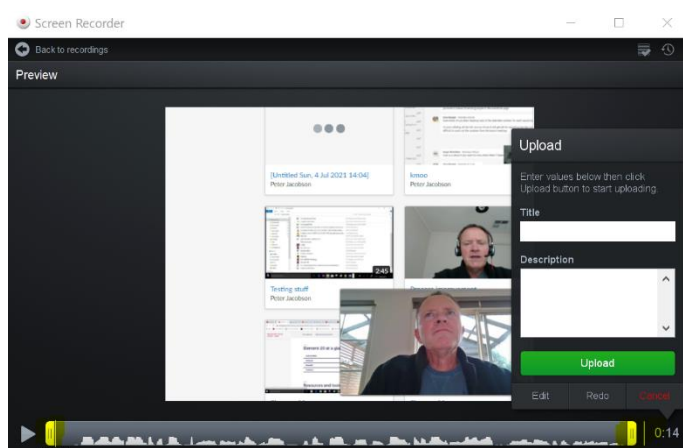 Screen Recorder
Back to recordings
Preview
[Untitled Sun, 4 Jul 2021 14:04]
Peter Jacobson
kmoo
Peter Jacobson
2:45
Testing stuff
Peter Jacobson
Upload
Enter values below then click
Upload button to start uploading.
Title
Description
Upload
Edit
Redo
Cancel
0:14